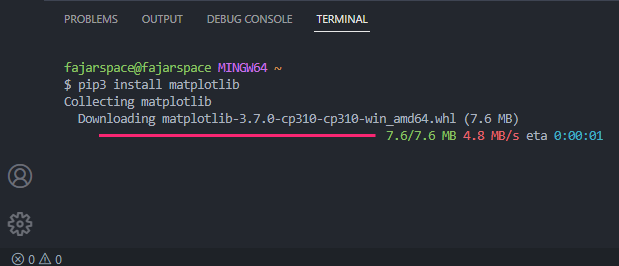 PROBLEMS OUTPUT DEBUG CONSOLE TERMINAL
fajarspace@fajarspace MINGW64 ~
$ pip3 install matplotlib
Collecting matplotlib
  Downloading matplotlib-3.7.0-cp310-cp310-win_amd64.whl (7.6 MB)
7.6/7.6 MB 4.8 MB/s eta 0:00:01
0 0